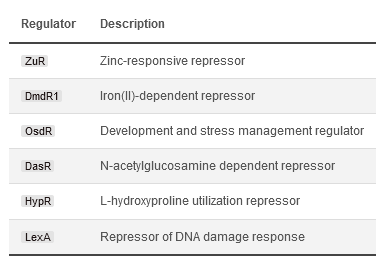 Regulator Description
ZuR Zinc-responsive repressor
DmdR1 Iron(II)-dependent repressor
OsdR Development and stress management regulator
DasR N-acetylglucosamine dependent repressor
HypR L-hydroxyproline utilization repressor
LexA Repressor of DNA damage response